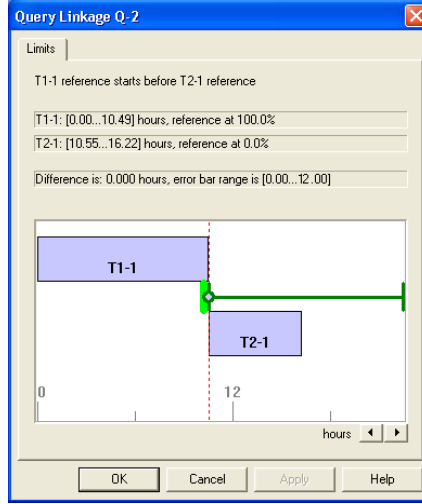 Query Linkage Q-2
Limits
T1-1 reference starts before T2-1 reference
T1-1: [0.00...10.49] hours, reference at 100.0%
T2-1: [10.55...16.22] hours, reference at 0.0%
Difference is: 0.000 hours, error bar range is [0.00...12.00]
T1-1
T2-1
0 12
hours
OK Cancel Apply Help